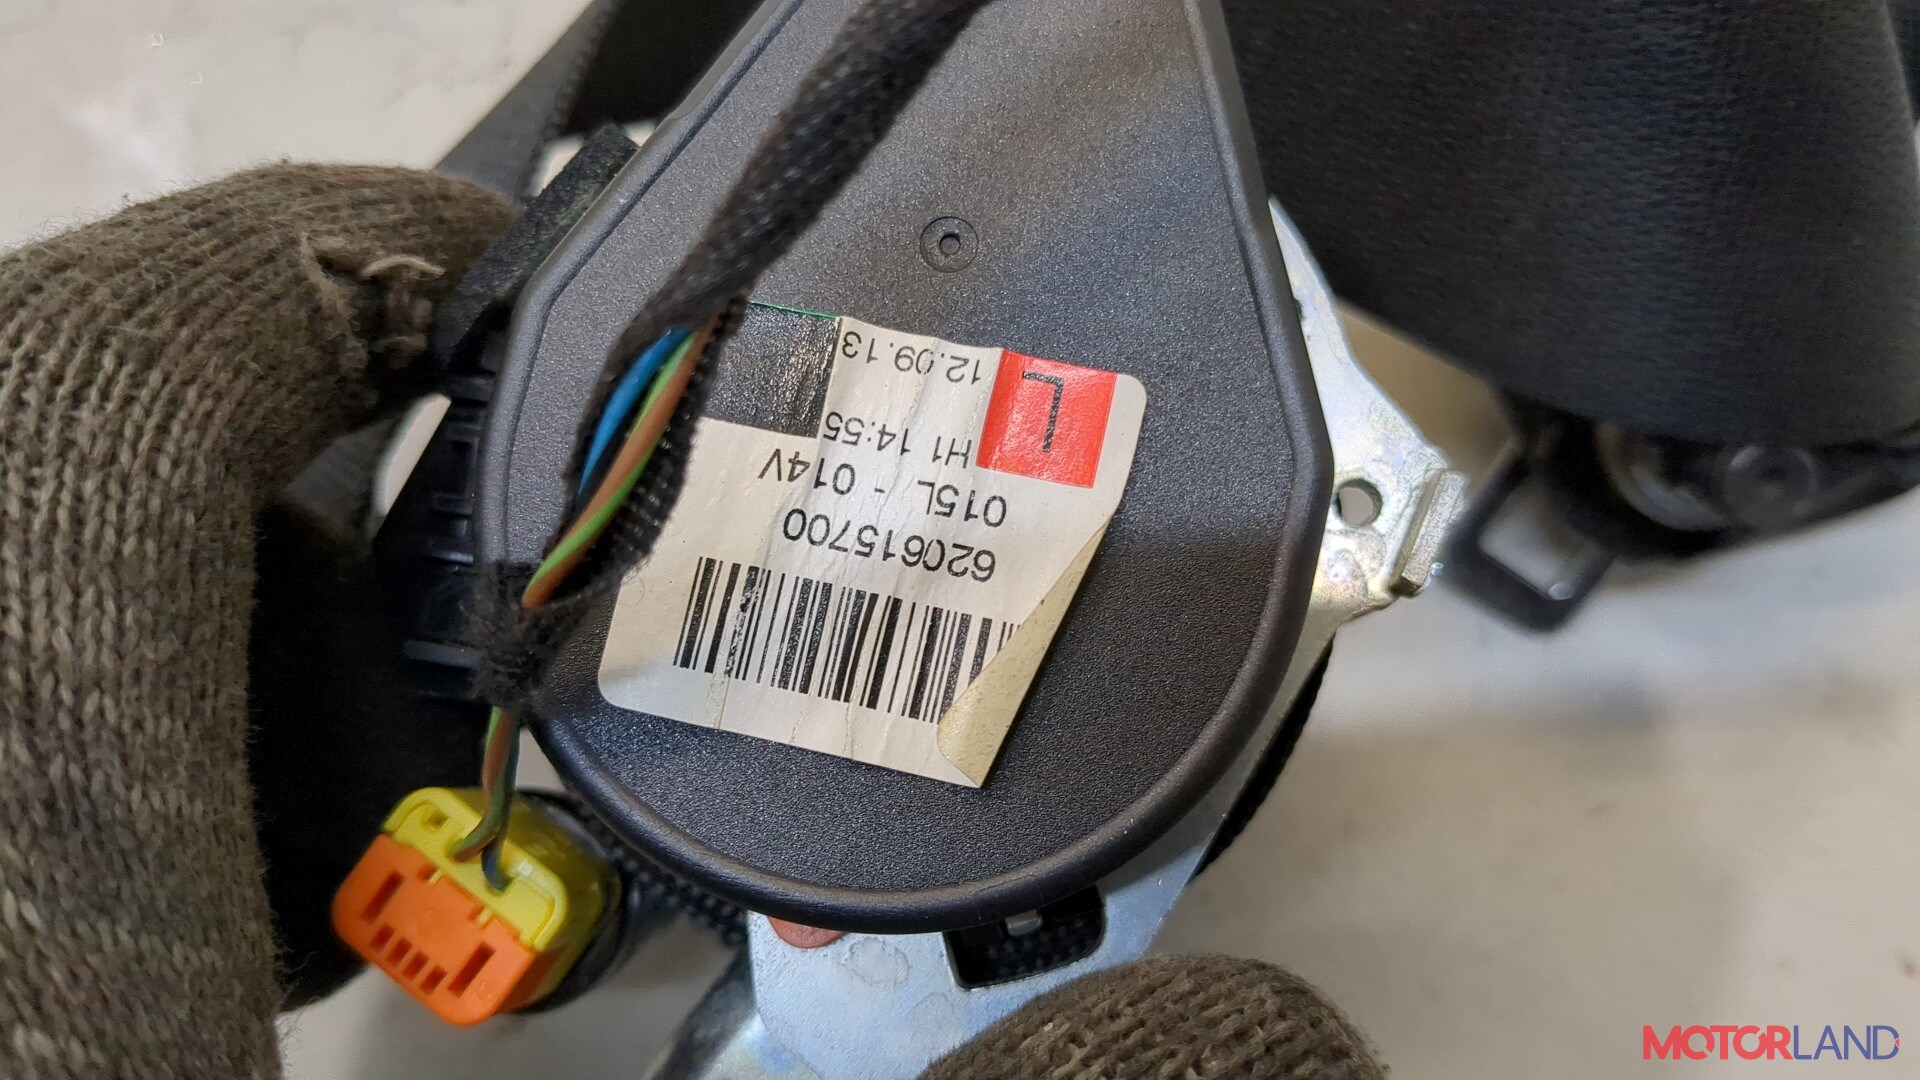 620615700
015L - 014V
H1 14:55
12.09.13
L
MOTORLAND